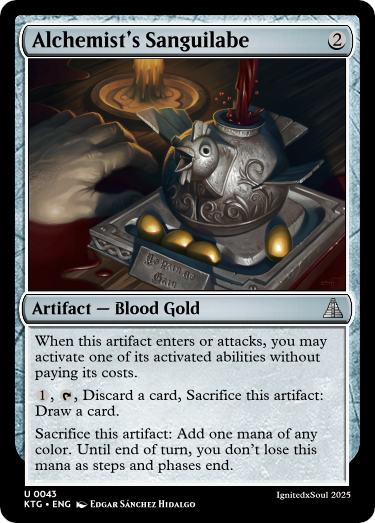 Alchemist's Sanguilabe 2
Artifact — Blood Gold
When this artifact enters or attacks, you may
activate one of its activated abilities without
paying its costs.
1, , Discard a card, Sacrifice this artifact:
Draw a card.
Sacrifice this artifact: Add one mana of any
color. Until end of turn, you don't lose this
mana as steps and phases end.
U 0043
KTG • ENG Edgar Sánchez Hidalgo
IgnitedxSoul 2025